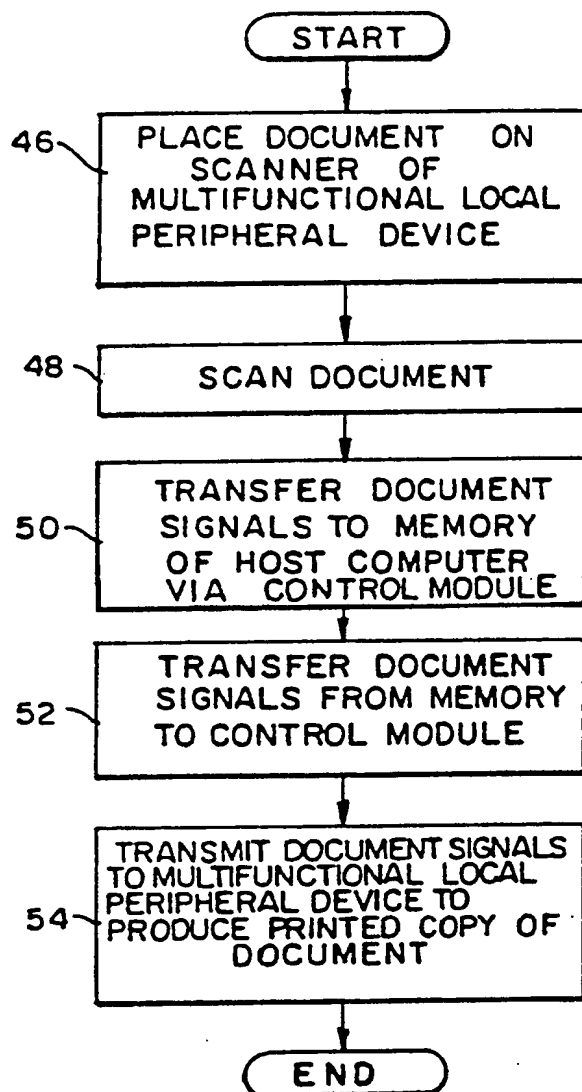 START
46
PLACE DOCUMENT ON
SCANNER OF
MULTIFUNCTIONAL LOCAL
PERIPHERAL DEVICE
48
SCAN DOCUMENT
50
TRANSFER DOCUMENT
SIGNALS TO MEMORY
OF HOST COMPUTER
VIA CONTROL MODULE
52
TRANSFER DOCUMENT
SIGNALS FROM MEMORY
TO CONTROL MODULE
54
TRANSMIT DOCUMENT SIGNALS
TO MULTIFUNCTIONAL LOCAL
PERIPHERAL DEVICE TO
PRODUCE PRINTED COPY OF
DOCUMENT
END